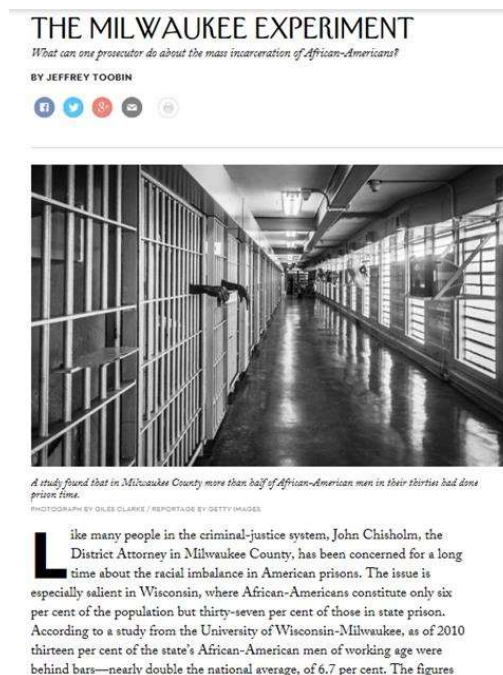 THE MILWAUKEE EXPERIMENT
What can one prosecutor do about the mass incarceration of African-Americans?
BY JEFFREY TOOBIN
A study found that in Milwaukee County more than half of African-American men in their thirties had done
prison time.
PHOTOGRAPH BY GILES CLARKE / REPORTAGE BY GETTY IMAGES
Like many people in the criminal-justice system, John Chisholm, the
District Attorney in Milwaukee County, has been concerned for a long
time about the racial imbalance in American prisons. The issue is
especially salient in Wisconsin, where African-Americans constitute only six
per cent of the population but thirty-seven per cent of those in state prison.
According to a study from the University of Wisconsin-Milwaukee, as of 2010
thirteen per cent of the state's African-American men of working age were
behind bars—nearly double the national average, of 6.7 per cent. The figures